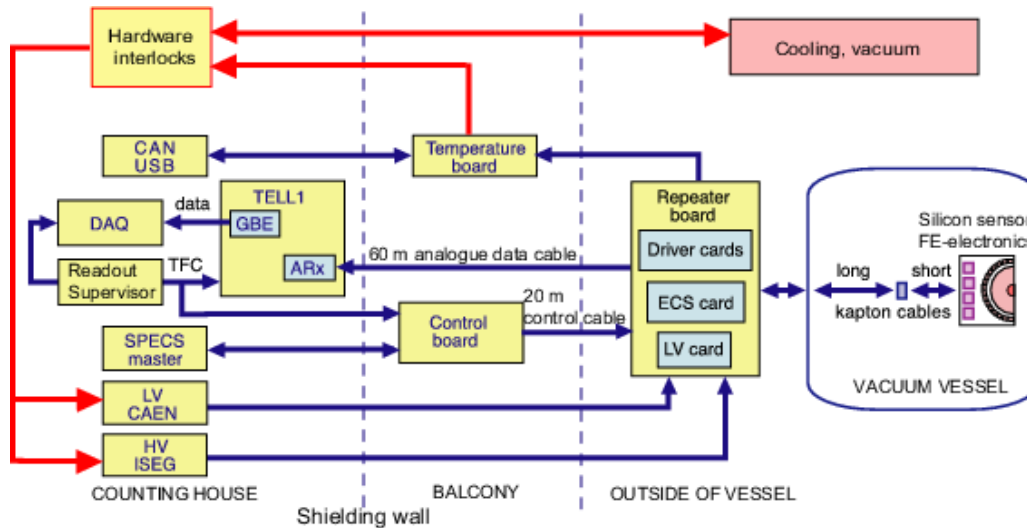 Hardware
interlocks
Cooling, vacuum
CAN
USB
Temperature
board
TELL1
GBE
ARx
data
DAQ
TFC
Readout
Supervisor
60 m analogue data cable
Repeater
board
Driver cards
ECS card
LV card
Silicon sensor
FE-electronics
long
short
kapton cables
20 m
control cable
Control
board
SPECS
master
LV
CAEN
HV
ISEG
VACUUM VESSEL
COUNTING HOUSE
BALCONY
OUTSIDE OF VESSEL
Shielding wall